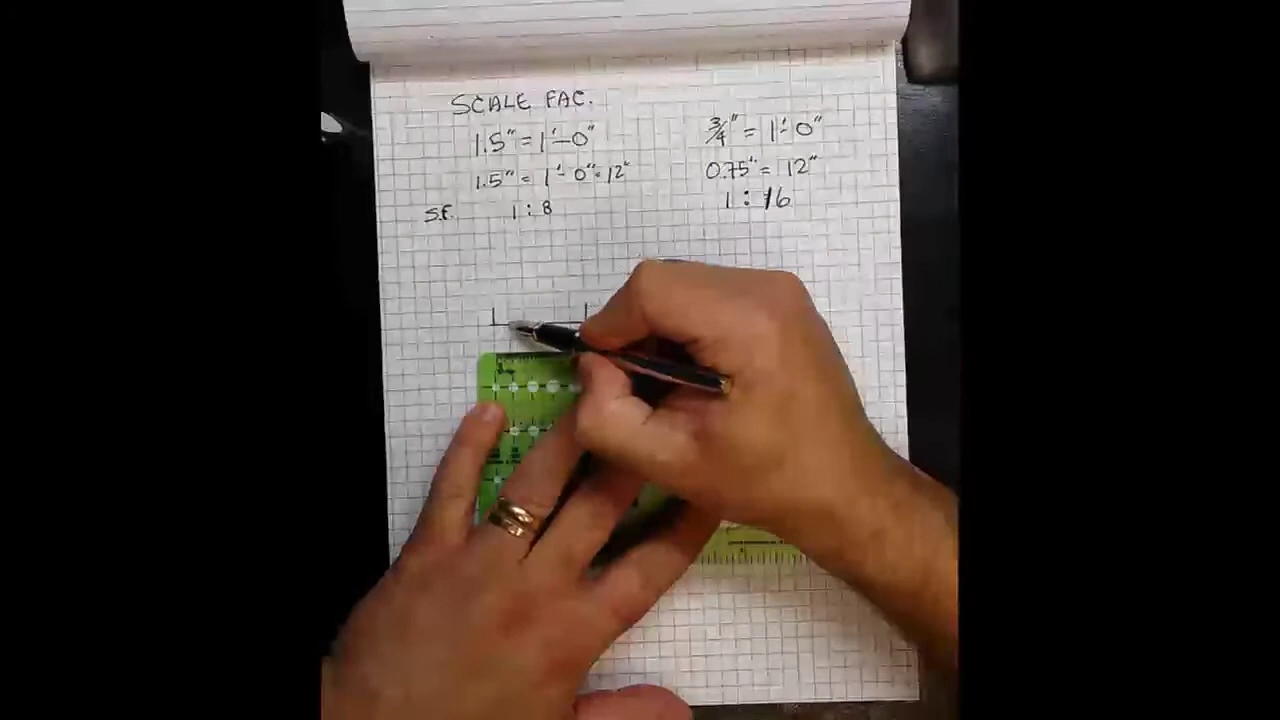 SCALE FAC.
1.5" = 1'-0"
1.5" = 1'-0" = 12"
S.F. 1 : 8
3/4" = 1'-0"
0.75" = 12"
1 : 16